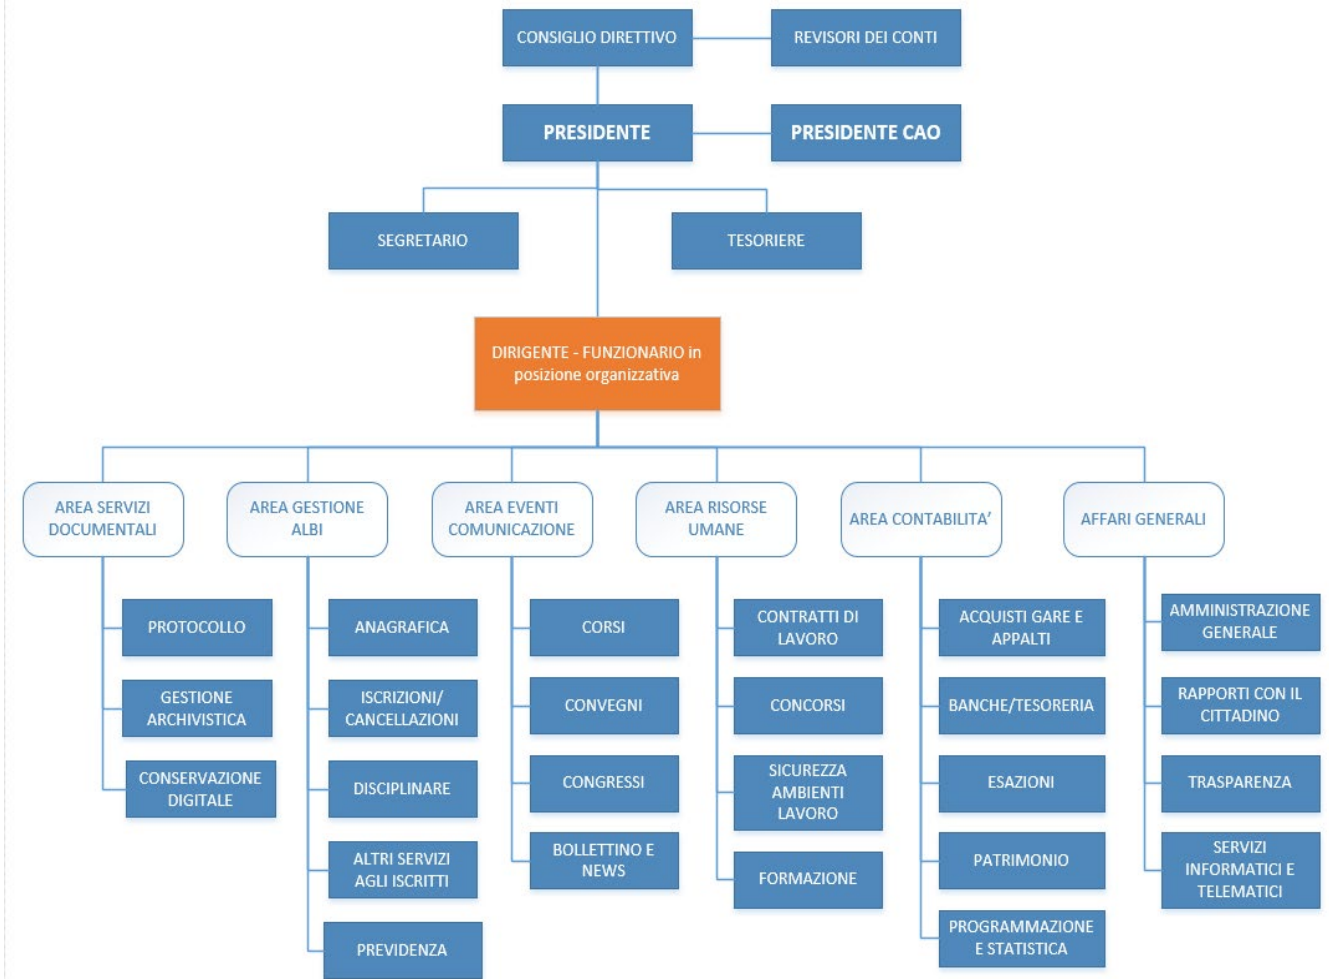 CONSIGLIO DIRETTIVO
REVISORI DEI CONTI
PRESIDENTE
PRESIDENTE CAO
SEGRETARIO
TESORIERE
DIRIGENTE - FUNZIONARIO in
posizione organizzativa
AREA SERVIZI
DOCUMENTALI
AREA GESTIONE
ALBI
AREA EVENTI
COMUNICAZIONE
AREA RISORSE
UMANE
AREA CONTABILITA’
AFFARI GENERALI
PROTOCOLLO
GESTIONE
ARCHIVISTICA
CONSERVAZIONE
DIGITALE
ANAGRAFICA
ISCRIZIONI/
CANCELLAZIONI
DISCIPLINARE
ALTRI SERVIZI
AGLI ISCRITTI
PREVIDENZA
CORSI
CONVEGNI
CONGRESSI
BOLLETTINO E
NEWS
CONTRATTI DI
LAVORO
CONCORSI
SICUREZZA
AMBIENTI
LAVORO
FORMAZIONE
ACQUISTI GARE E
APPALTI
BANCHE/TESORERIA
ESAZIONI
PATRIMONIO
PROGRAMMAZIONE
E STATISTICA
AMMINISTRAZIONE
GENERALE
RAPPORTI CON IL
CITTADINO
TRASPARENZA
SERVIZI
INFORMATICI E
TELEMATICI